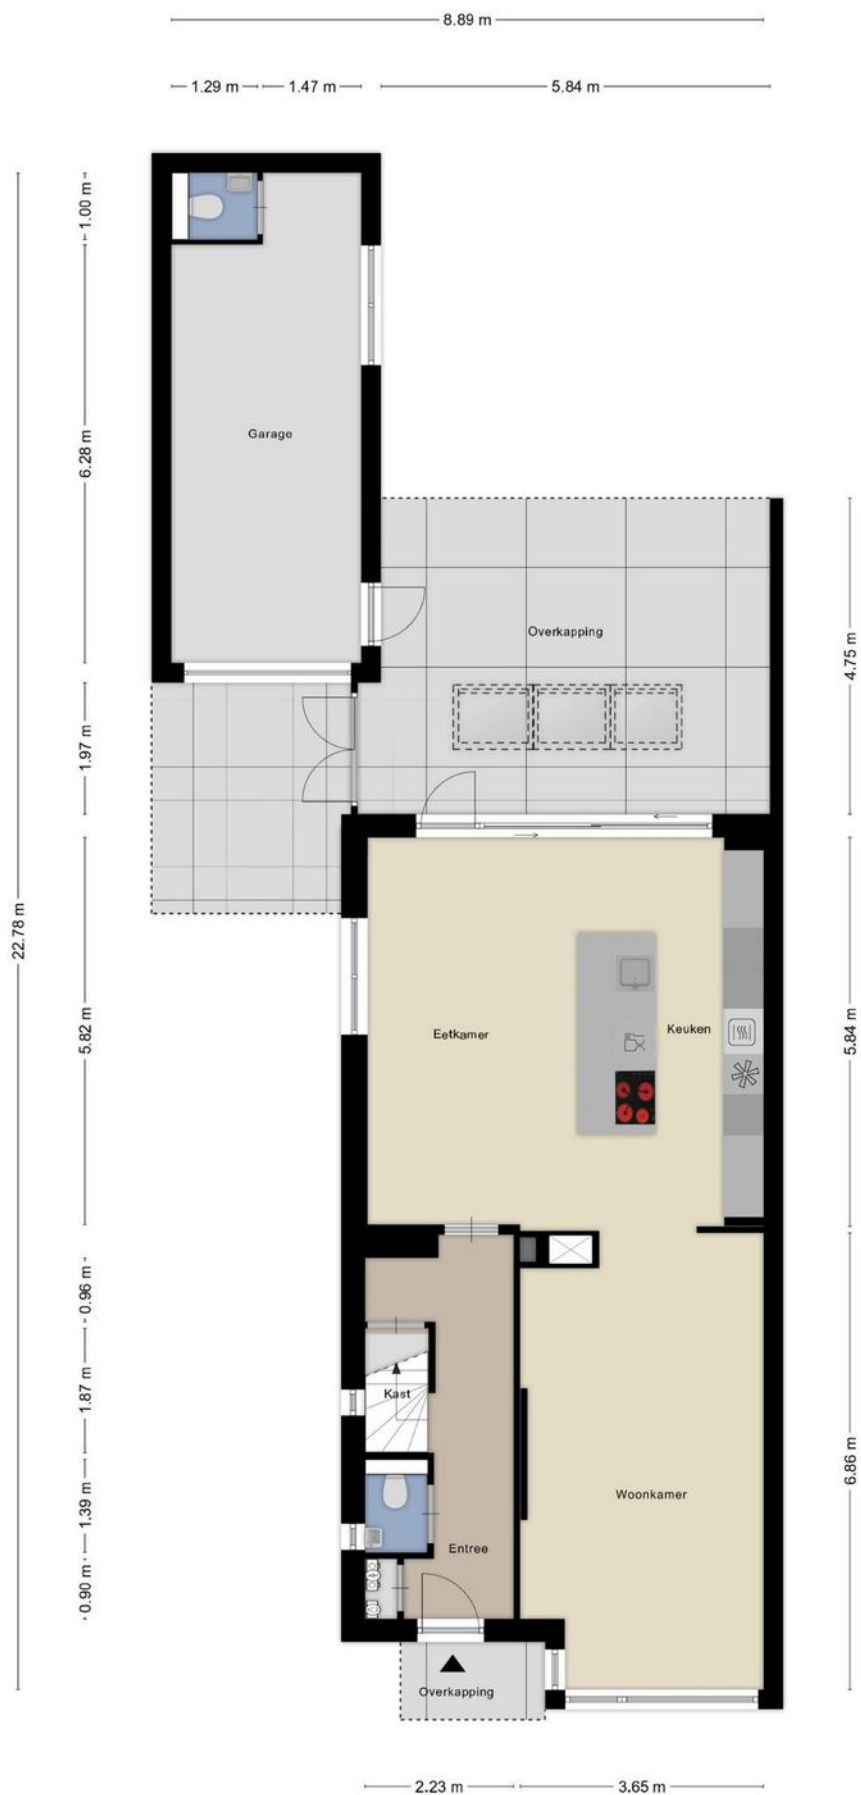 8.89 m
1.29 m
1.47 m
5.84 m
1.00 m
6.28 m
Garage
Overkapping
4.75 m
1.97 m
22.78 m
5.82 m
Eetkamer
Keuken
5.84 m
0.96 m
1.87 m
Kast
6.86 m
Woonkamer
1.39 m
Entree
0.90 m
Overkapping
2.23 m
3.65 m